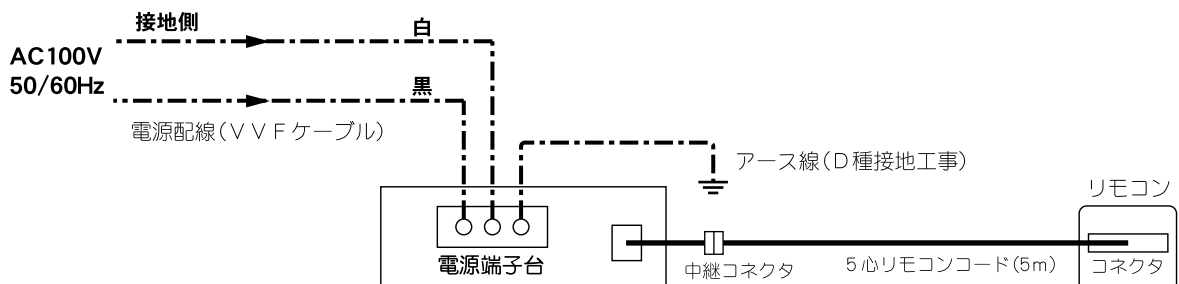 接地側
白
AC100V
50/60Hz
黒
電源配線(VVFケーブル)
アース線(D種接地工事)
リモコン
電源端子台
中継コネクタ
5心リモコンコード(5m)
コネクタ